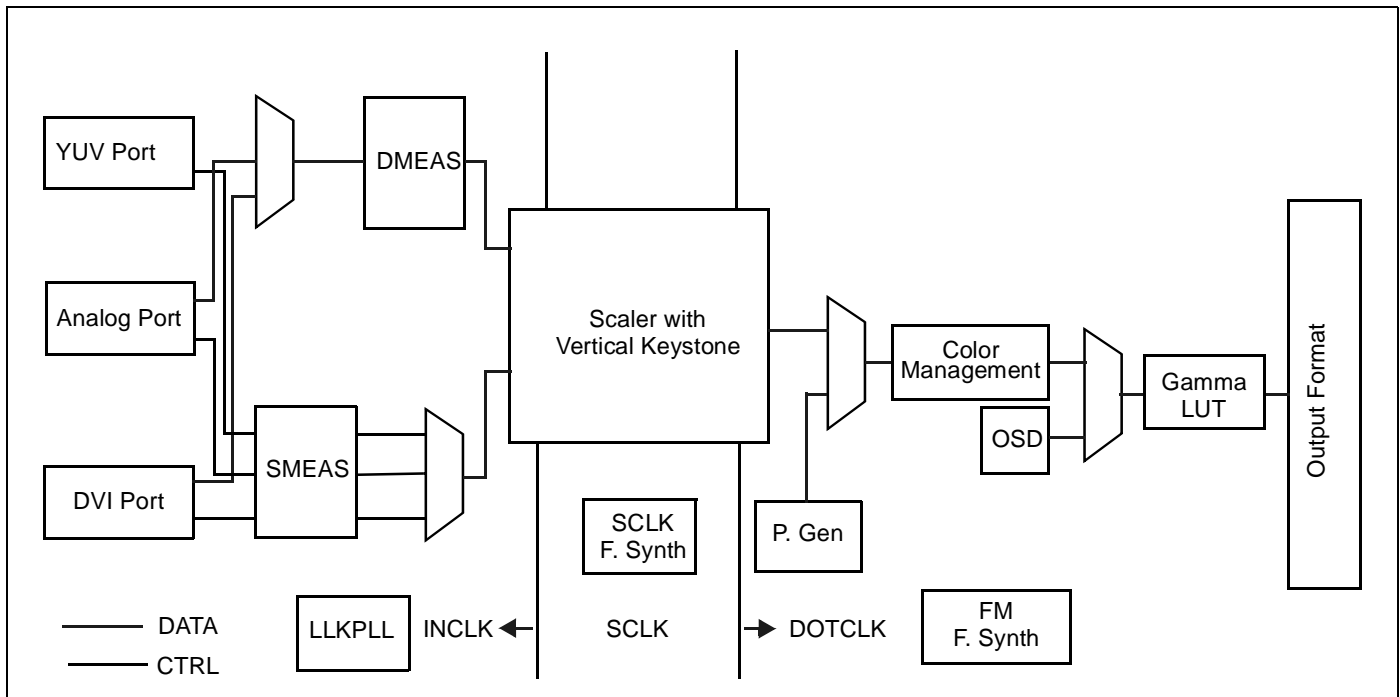 YUV Port
DMEAS
Analog Port
Scaler with
Vertical Keystone
Color
Management
Gamma
LUT
Output Format
OSD
SMEAS
DVI Port
SCLK
F. Synth
P. Gen
DATA
CTRL
LLKPLL
INCLK
SCLK
DOTCLK
FM
F. Synth